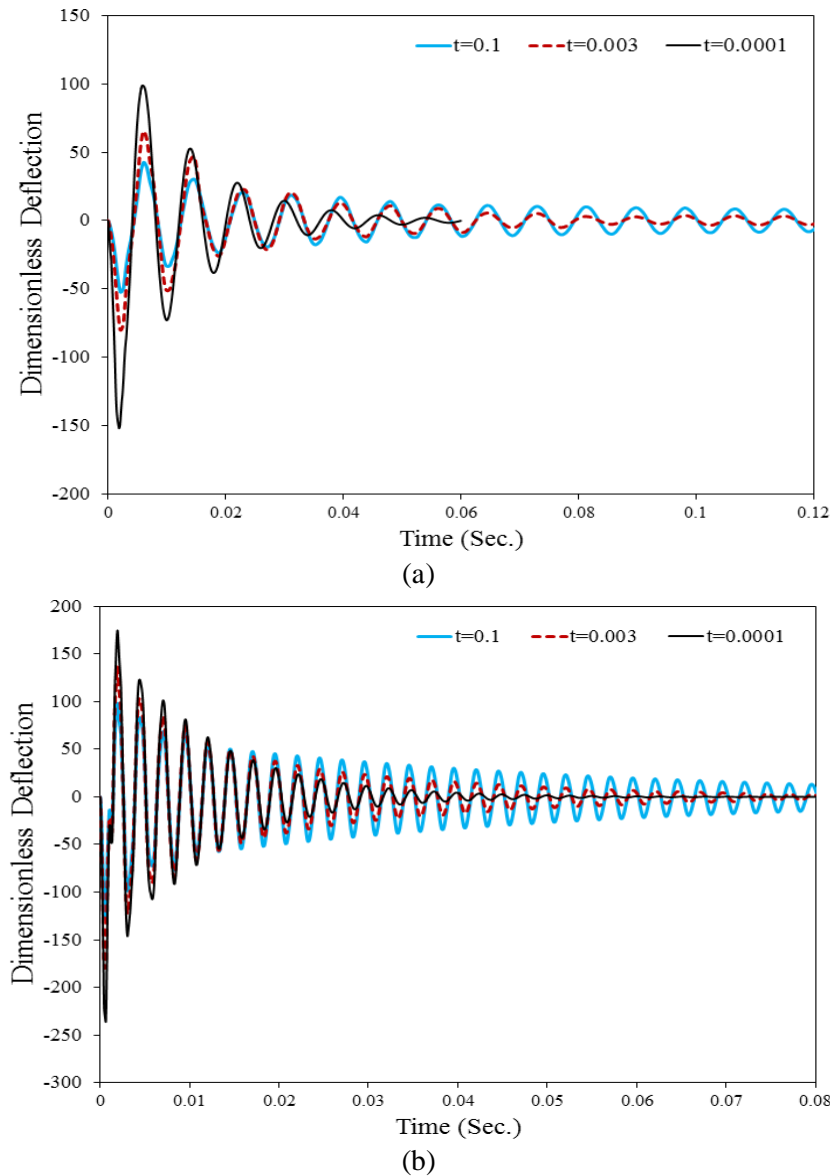 150
t=0.1 t=0.003 t=0.0001
100
50
0
-50
-100
-150
-200
Dimensionless Deflection
0 0.02 0.04 0.06 0.08 0.1 0.12
Time (Sec.)
(a)
200
t=0.1 t=0.003 t=0.0001
150
100
50
0
-50
-100
-150
-200
-250
-300
Dimensionless Deflection
0 0.01 0.02 0.03 0.04 0.05 0.06 0.07 0.08
Time (Sec.)
(b)